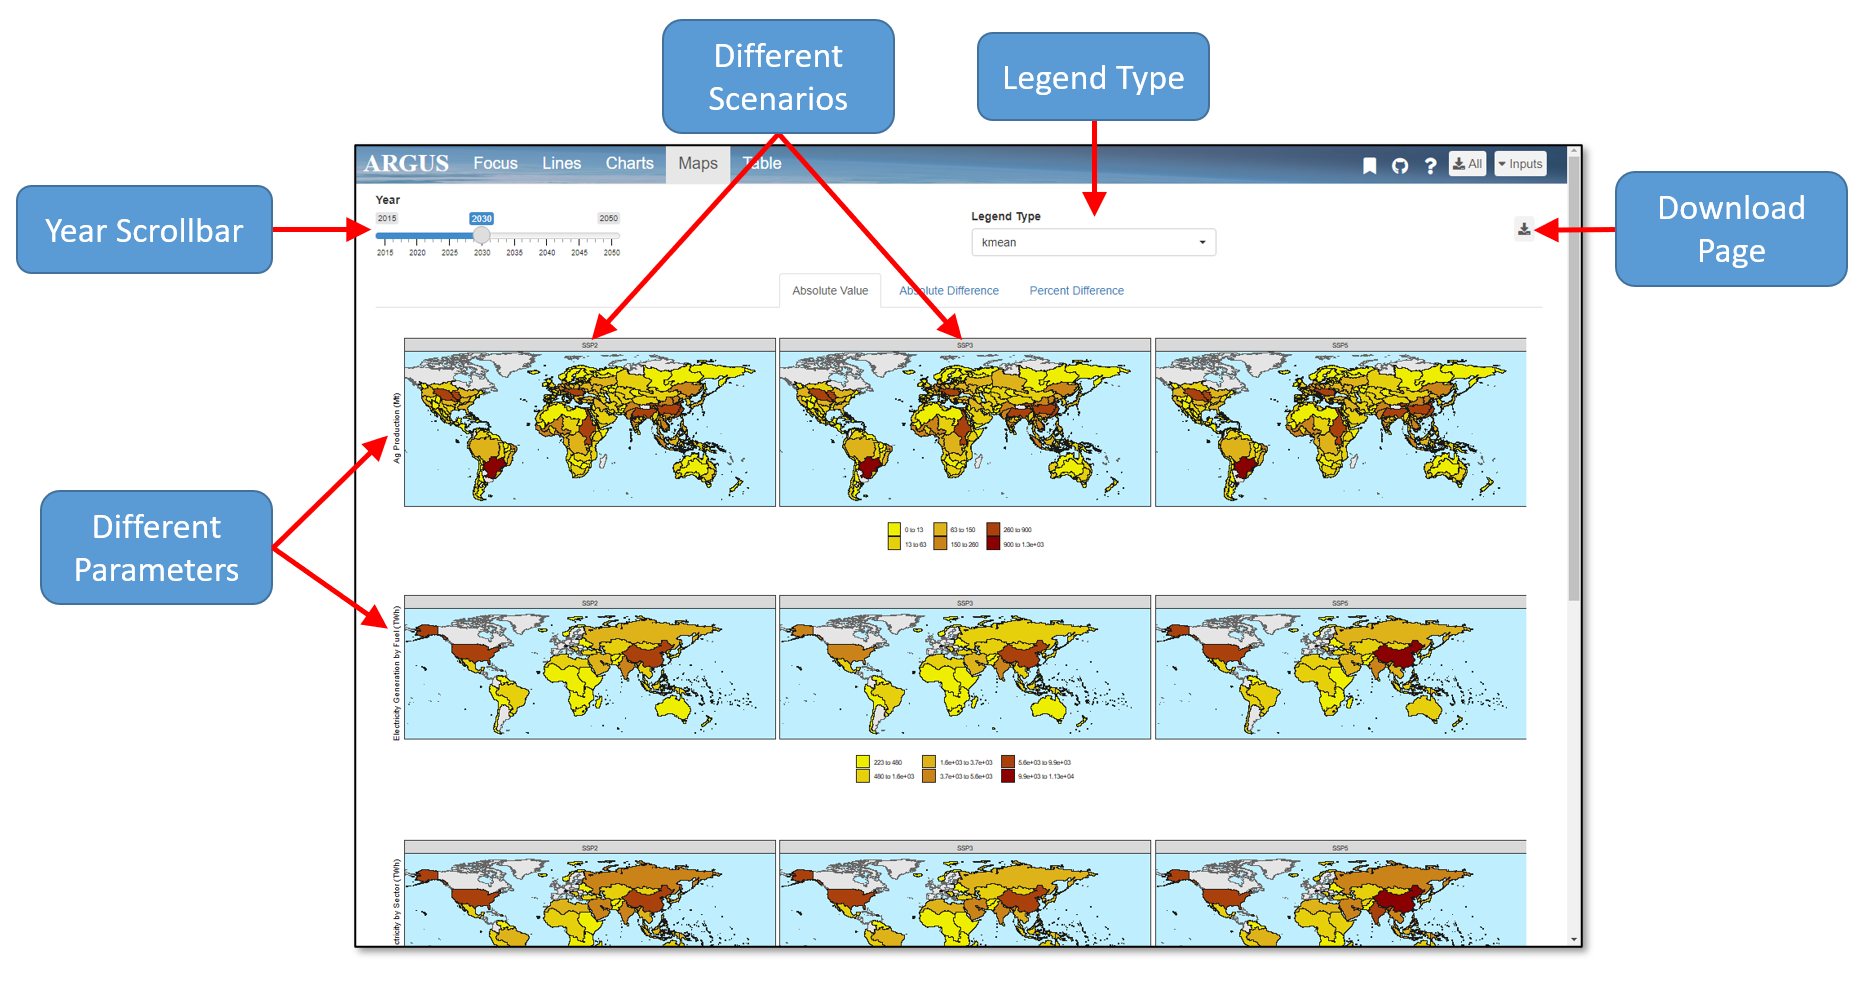 Different
Scenarios
Legend Type
ARGUS Focus Lines Charts Maps Table All Inputs
Year Scrollbar
Year
2015 2030 2050
2015 2020 2025 2030 2035 2040 2045 2050
Legend Type
kmean
Download
Page
Absolute Value Absolute Difference Percent Difference
SSP2 SSP3 SSP5
Ag Production (Mt)
0 to 13 63 to 150 260 to 900
13 to 63 150 to 260 900 to 1.3e+03
Different
Parameters
SSP2 SSP3 SSP5
Electricity Generation by Fuel (TWh)
223 to 480 1.6e+03 to 3.7e+03 5.6e+03 to 9.9e+03
480 to 1.6e+03 3.7e+03 to 5.6e+03 9.9e+03 to 1.13e+04
SSP2 SSP3 SSP5
ctricity by Sector (TWh)